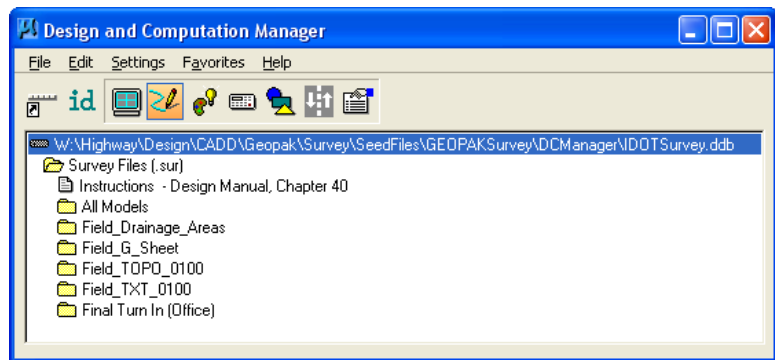 Design and Computation Manager
File Edit Settings Favorites Help
id
W:\Highway\Design\CADD\Geopak\Survey\SeedFiles\GEOPAKSurvey\DCManager\IDOTSurvey.ddb
Survey Files (.sur)
Instructions - Design Manual, Chapter 40
All Models
Field_Drainage_Areas
Field_G_Sheet
Field_TOPO_0100
Field_TXT_0100
Final Turn In (Office)